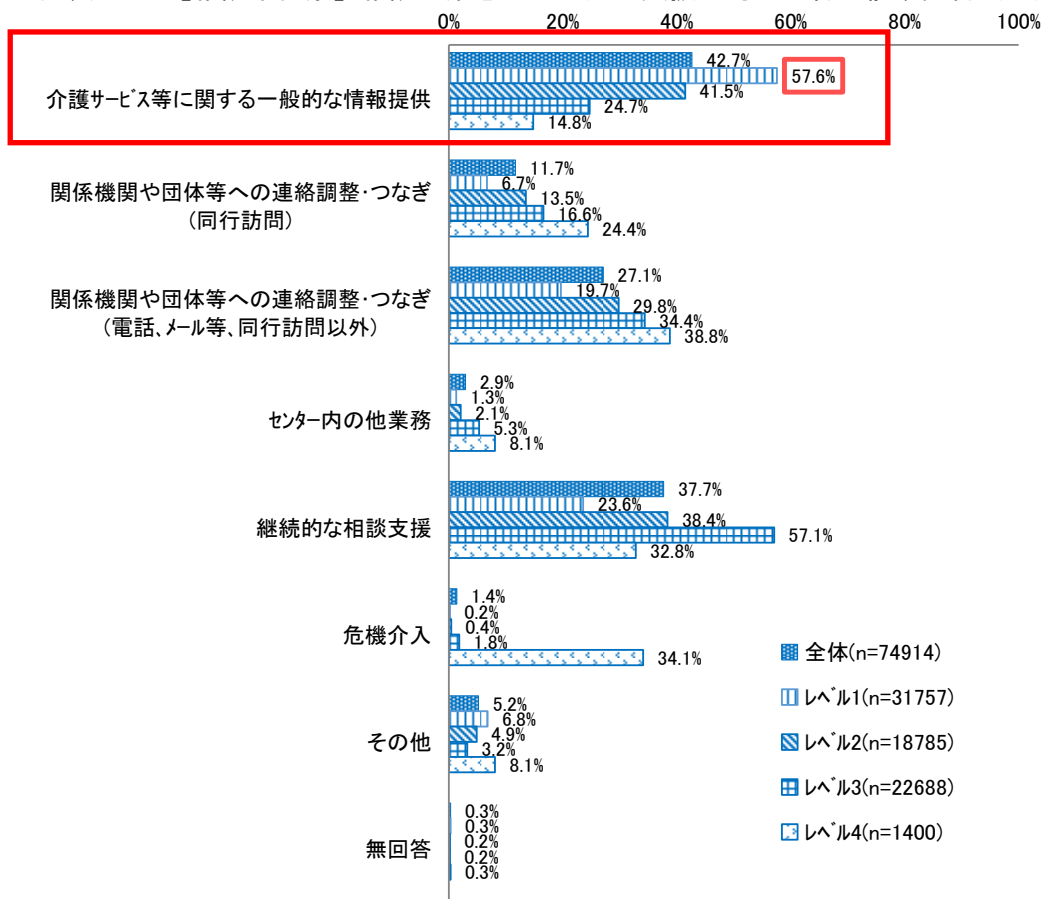 0% 20% 40% 60% 80% 100%
介護ｻｰﾋﾞｽ等に関する一般的な情報提供
42.7%
57.6%
41.5%
24.7%
14.8%
関係機関や団体等への連絡調整･つなぎ
(同行訪問)
11.7%
6.7%
13.5%
16.6%
24.4%
関係機関や団体等への連絡調整･つなぎ
(電話､ﾒｰﾙ等､同行訪問以外)
27.1%
19.7%
29.8%
34.4%
38.8%
ｾﾝﾀｰ内の他業務
2.9%
1.3%
2.1%
5.3%
8.1%
継続的な相談支援
37.7%
23.6%
38.4%
57.1%
32.8%
危機介入
1.4%
0.2%
0.4%
1.8%
34.1%
その他
5.2%
6.8%
4.9%
3.2%
8.1%
無回答
0.3%
0.3%
0.2%
0.2%
0.3%
全体(n=74914)
ﾚﾍﾞﾙ1(n=31757)
ﾚﾍﾞﾙ2(n=18785)
ﾚﾍﾞﾙ3(n=22688)
ﾚﾍﾞﾙ4(n=1400)